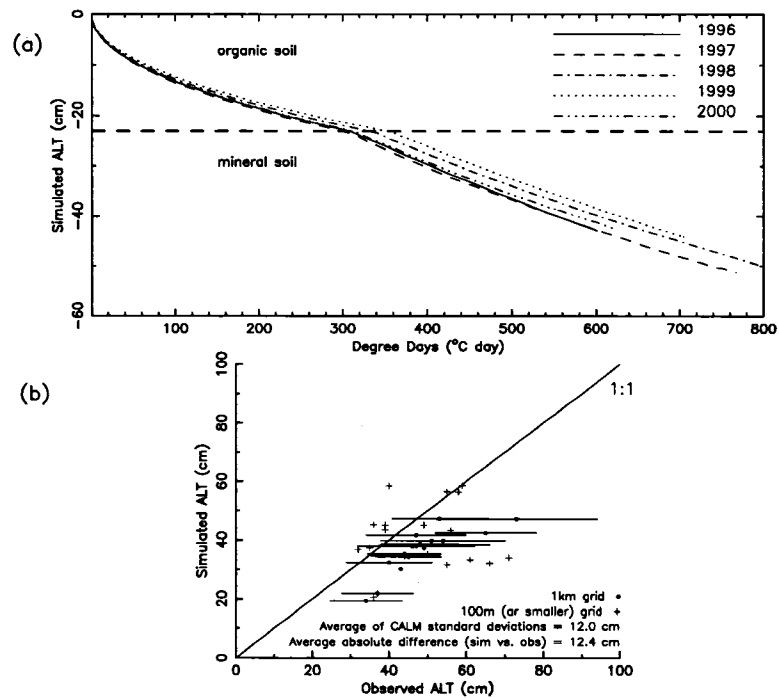 (a)
organic soil
mineral soil
1996
1997
1998
1999
2000
Simulated ALT (cm)
0
-20
-40
-60
100
200
300
400
500
600
700
800
Degree Days (°C day)
(b)
1:1
Simulated ALT (cm)
100
80
60
40
20
0
1km grid
100m (or smaller) grid +
Average of CALM standard deviations = 12.0 cm
Average absolute difference (sim vs. obs) = 12.4 cm
0
20
40
60
80
100
Observed ALT (cm)